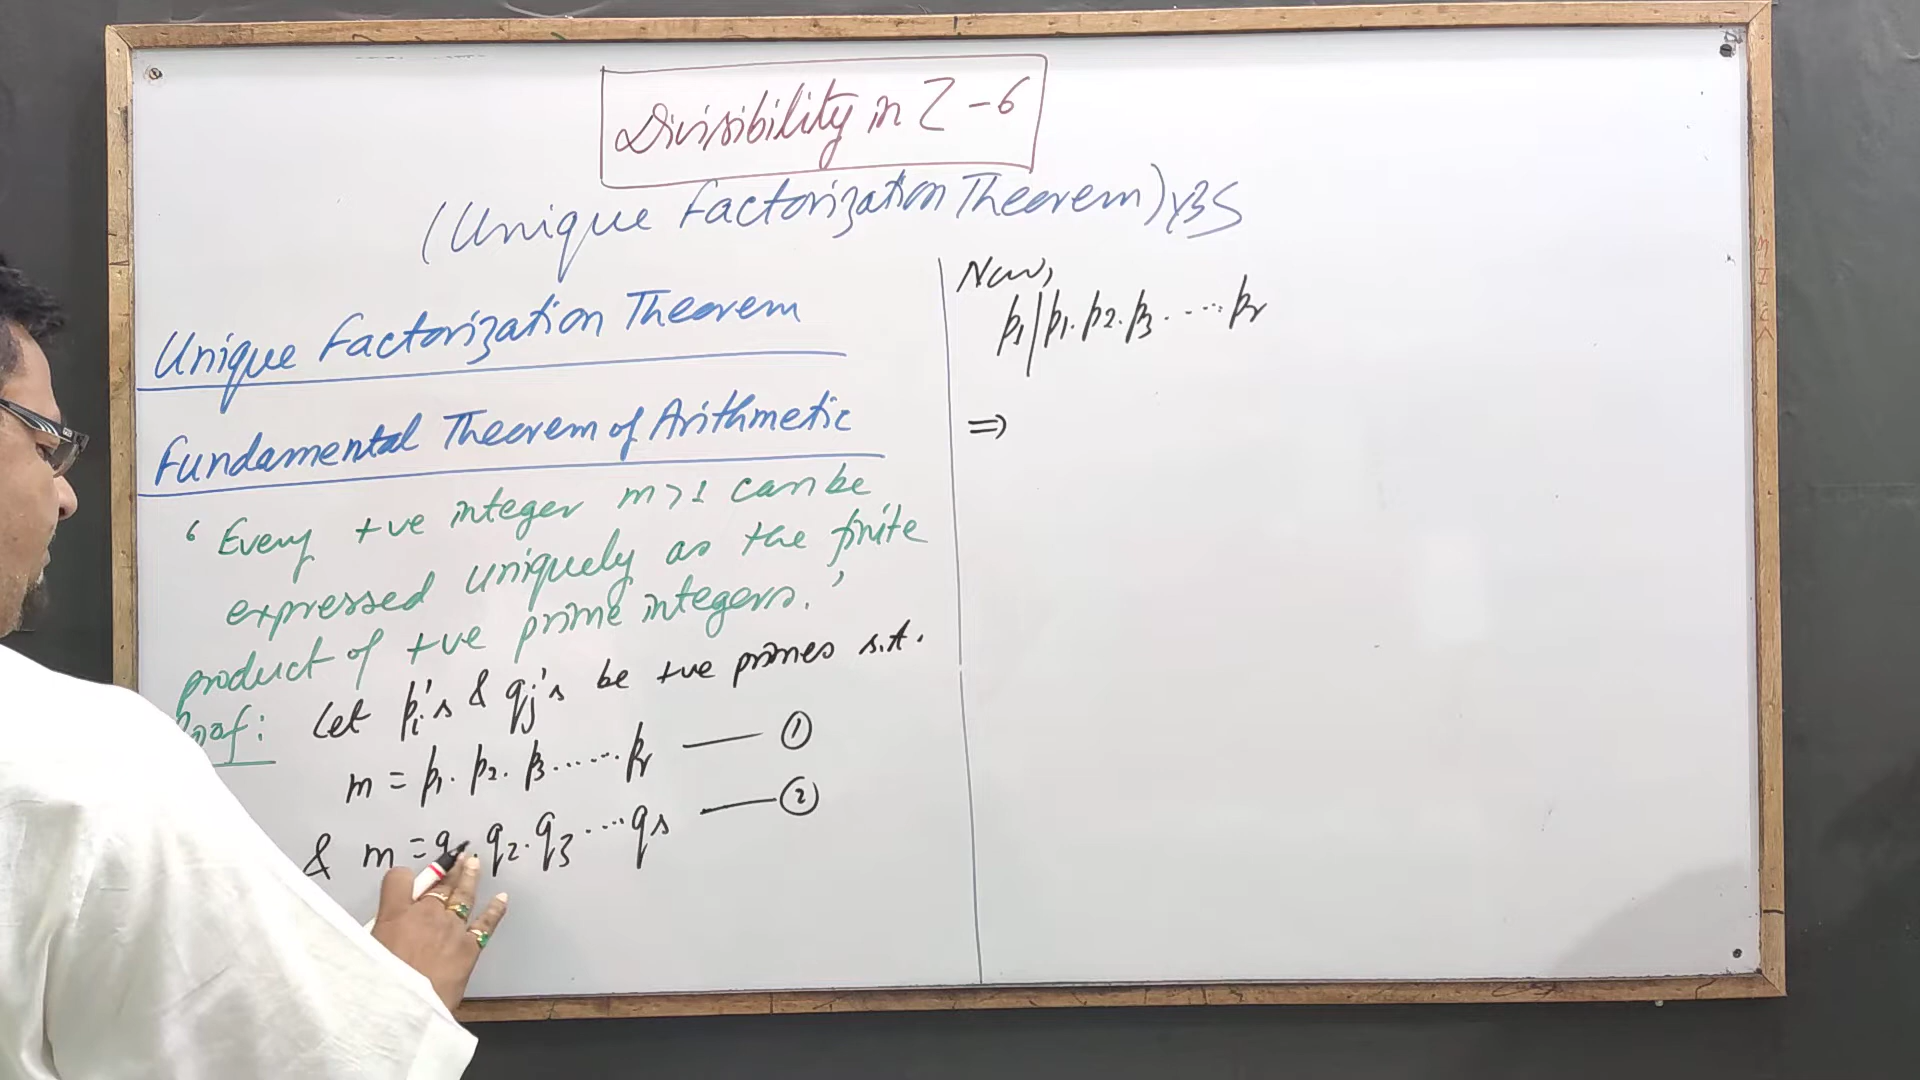 Divisibility in Z-6
(Unique Factorization Theorem) YBS
Unique Factorization Theorem
Fundamental Theorem of Arithmetic
‘Every +ve integer m>1 can be
expressed uniquely as the finite
product of +ve prime integers.’
Proof: Let pi's & qj's be +ve primes s.t.
m = p1. p2. p3 ...... pr —— ①
& m = q1. q2. q3 .... qs —— ②
Now,
p1 | p1. p2. p3. .... pr
⇒